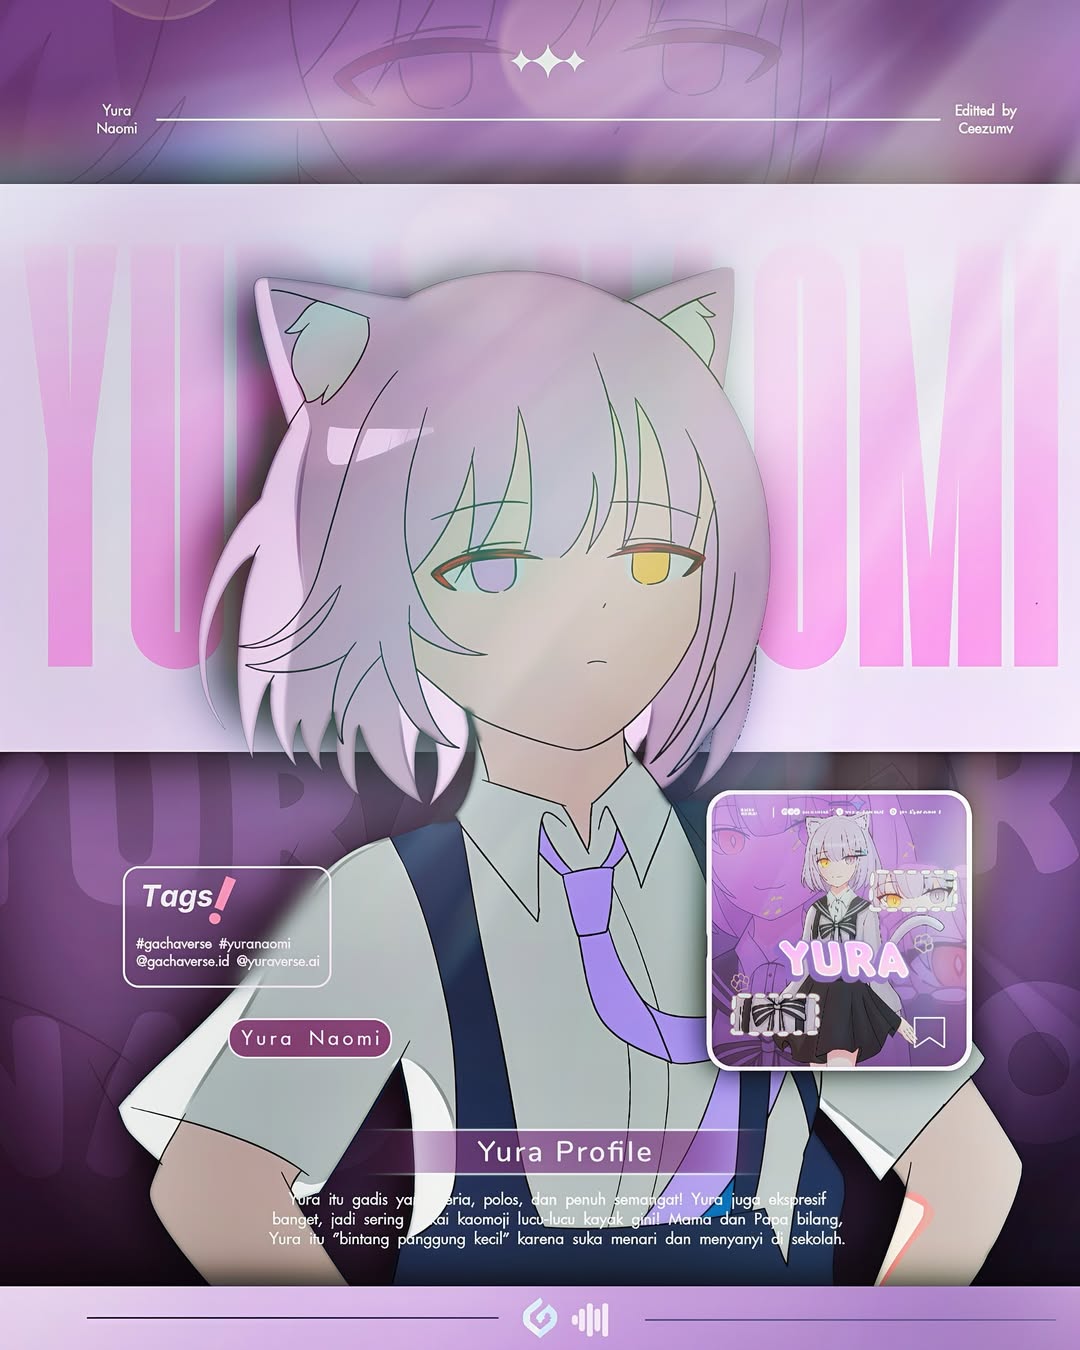 Yura
Naomi
Editted by
Ceezumv
YURA NAOMI
Tags!
#gachaverse #yuranaomi
@gachaverse.id @yuraverse.ai
Yura Naomi
YURA
Yura Profile
Yura itu gadis yang ceria, polos, dan penuh semangat! Yura juga ekspresif
banget, jadi sering pakai kaomoji lucu-lucu kayak gini! Mama dan Papa bilang,
Yura itu "bintang panggung kecil" karena suka menari dan menyanyi di sekolah.